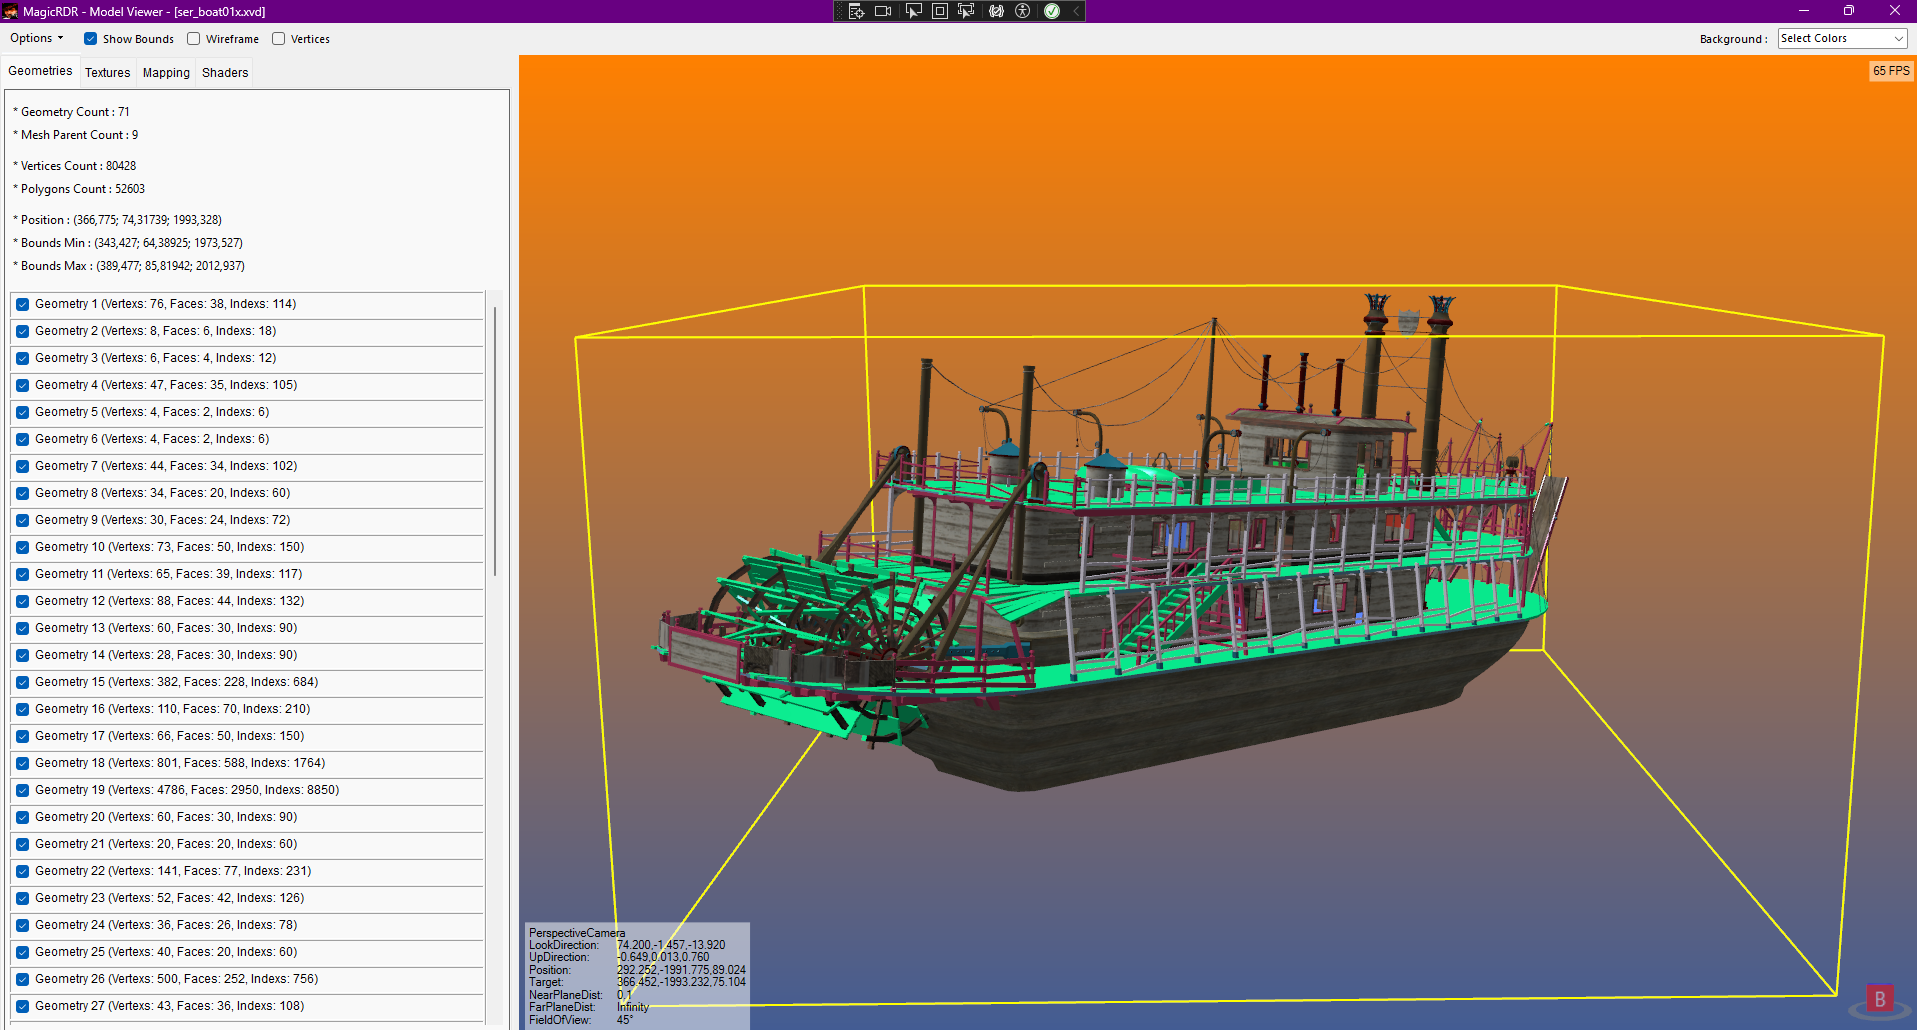 MagicRDR - Model Viewer - [ser_boat01x.xvd]
Options Show Bounds Wireframe Vertices Background : Select Colors
Geometries Textures Mapping Shaders
65 FPS
* Geometry Count : 71
* Mesh Parent Count : 9
* Vertices Count : 80428
* Polygons Count : 52603
* Position : (366,775; 74,31739; 1993,328)
* Bounds Min : (343,427; 64,38925; 1973,527)
* Bounds Max : (389,477; 85,81942; 2012,937)
Geometry 1 (Vertexs: 76, Faces: 38, Indexs: 114)
Geometry 2 (Vertexs: 8, Faces: 6, Indexs: 18)
Geometry 3 (Vertexs: 6, Faces: 4, Indexs: 12)
Geometry 4 (Vertexs: 47, Faces: 35, Indexs: 105)
Geometry 5 (Vertexs: 4, Faces: 2, Indexs: 6)
Geometry 6 (Vertexs: 4, Faces: 2, Indexs: 6)
Geometry 7 (Vertexs: 44, Faces: 34, Indexs: 102)
Geometry 8 (Vertexs: 34, Faces: 20, Indexs: 60)
Geometry 9 (Vertexs: 30, Faces: 24, Indexs: 72)
Geometry 10 (Vertexs: 73, Faces: 50, Indexs: 150)
Geometry 11 (Vertexs: 65, Faces: 39, Indexs: 117)
Geometry 12 (Vertexs: 88, Faces: 44, Indexs: 132)
Geometry 13 (Vertexs: 60, Faces: 30, Indexs: 90)
Geometry 14 (Vertexs: 28, Faces: 30, Indexs: 90)
Geometry 15 (Vertexs: 382, Faces: 228, Indexs: 684)
Geometry 16 (Vertexs: 110, Faces: 70, Indexs: 210)
Geometry 17 (Vertexs: 66, Faces: 50, Indexs: 150)
Geometry 18 (Vertexs: 801, Faces: 588, Indexs: 1764)
Geometry 19 (Vertexs: 4786, Faces: 2950, Indexs: 8850)
Geometry 20 (Vertexs: 60, Faces: 30, Indexs: 90)
Geometry 21 (Vertexs: 20, Faces: 20, Indexs: 60)
Geometry 22 (Vertexs: 141, Faces: 77, Indexs: 231)
Geometry 23 (Vertexs: 52, Faces: 42, Indexs: 126)
Geometry 24 (Vertexs: 36, Faces: 26, Indexs: 78)
Geometry 25 (Vertexs: 40, Faces: 20, Indexs: 60)
Geometry 26 (Vertexs: 500, Faces: 252, Indexs: 756)
Geometry 27 (Vertexs: 43, Faces: 36, Indexs: 108)
PerspectiveCamera
LookDirection: 74.200,-1.457,-13.920
UpDirection: -0.649,0.013,0.760
Position: 292.252,-1991.775,89.024
Target: 366.452,-1993.232,75.104
NearPlaneDist: 0,1
FarPlaneDist: Infinity
FieldOfView: 45°
B